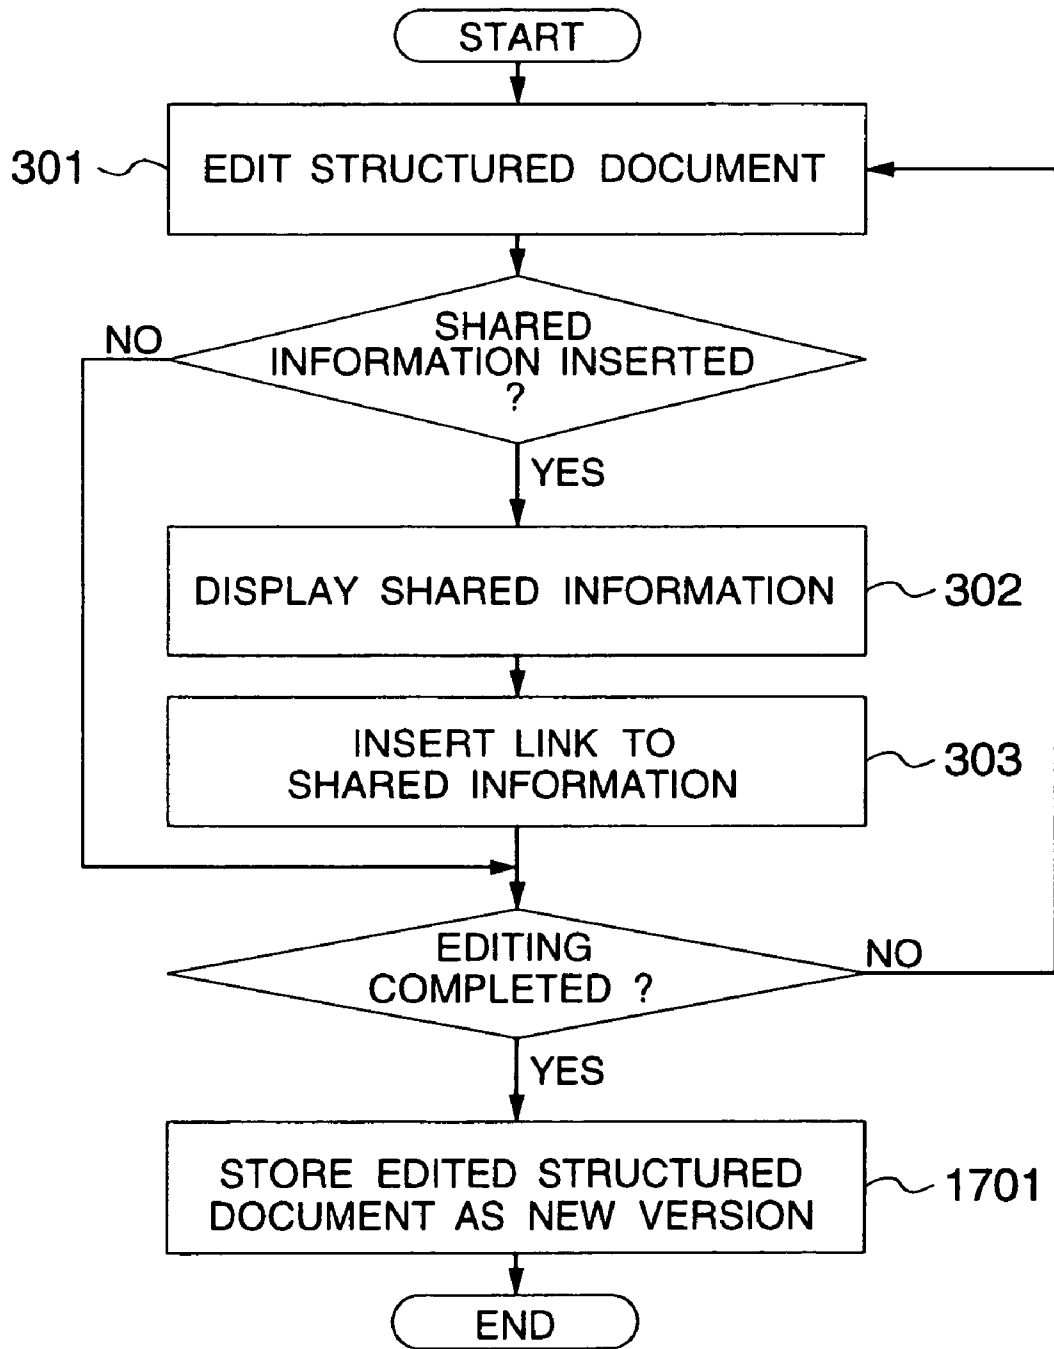 START
301
EDIT STRUCTURED DOCUMENT
SHARED
INFORMATION INSERTED
?
NO
YES
DISPLAY SHARED INFORMATION
302
INSERT LINK TO
SHARED INFORMATION
303
EDITING
COMPLETED ?
NO
YES
STORE EDITED STRUCTURED
DOCUMENT AS NEW VERSION
1701
END